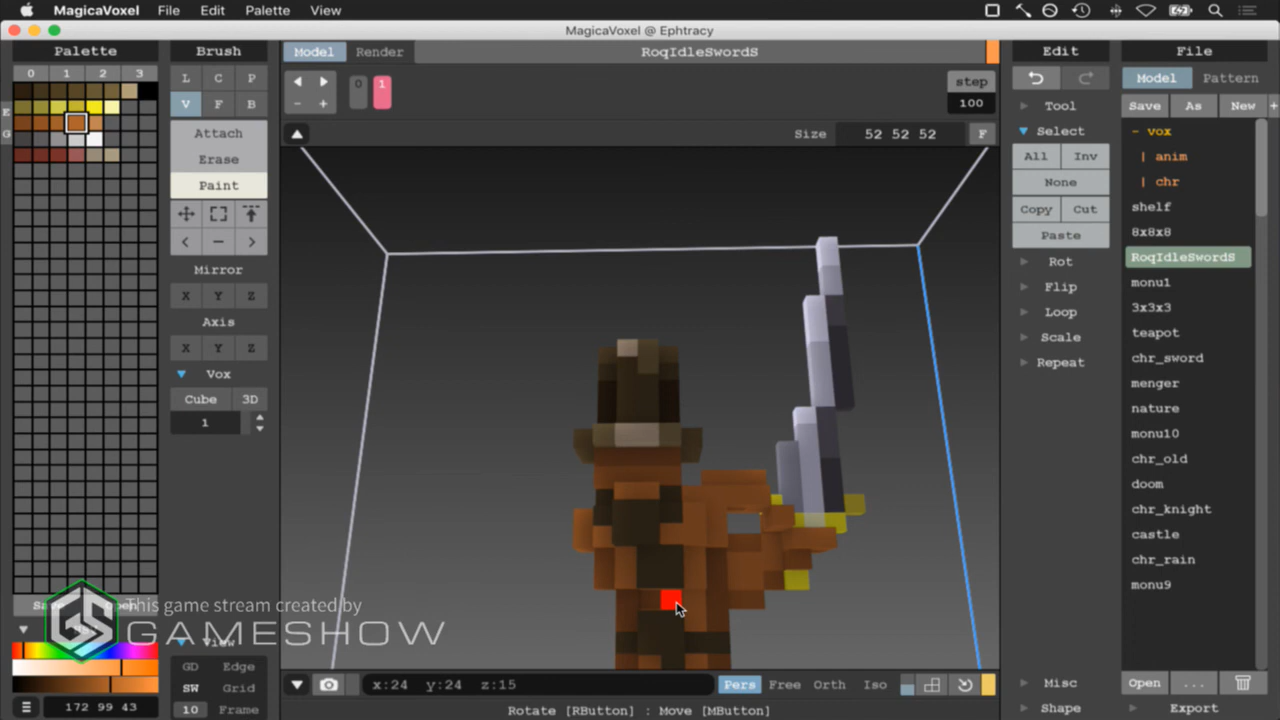 MagicaVoxel File Edit Palette View
MagicaVoxel @ Ephtracy
Palette
Brush
Model Render
RoqIdleSwordS
Edit
File
0 1 2 3
L C P
V F B
Attach
Erase
Paint
< - >
Mirror
X Y Z
Axis
X Y Z
Vox
Cube 3D
1
0 1
- +
step
100
Size 52 52 52 F
Tool
Select
All Inv
None
Copy Cut
Paste
Rot
Flip
Loop
Scale
Repeat
Model Pattern
Save As New +
- vox
| anim
| chr
shelf
8x8x8
RoqIdleSwordS
monu1
3x3x3
teapot
chr_sword
menger
nature
monu10
chr_old
doom
chr_knight
castle
chr_rain
monu9
E
G
GS
This game stream created by
GAMESHOW
View
GD Edge
SW Grid
10 Frame
172 99 43
x:24 y:24 z:15
Pers Free Orth Iso
Rotate [RButton] : Move [MButton]
Misc
Shape
Open ...
Export